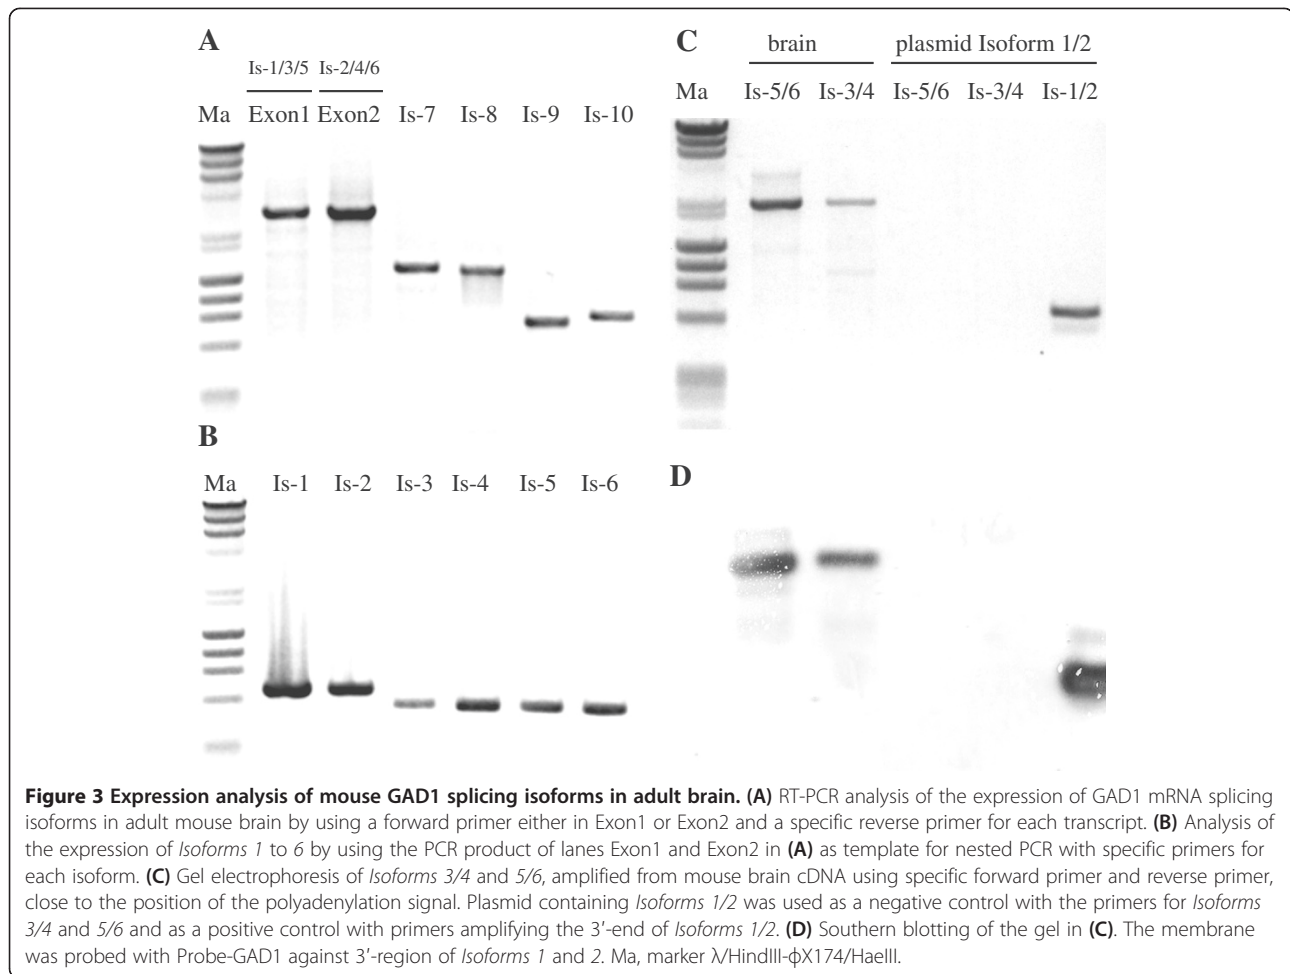 A
Is-1/3/5 Is-2/4/6
Ma Exon1 Exon2 Is-7 Is-8 Is-9 Is-10
B
Ma Is-1 Is-2 Is-3 Is-4 Is-5 Is-6
C
brain plasmid Isoform 1/2
Ma Is-5/6 Is-3/4 Is-5/6 Is-3/4 Is-1/2
D
Figure 3 Expression analysis of mouse GAD1 splicing isoforms in adult brain. (A) RT-PCR analysis of the expression of GAD1 mRNA splicing
isoforms in adult mouse brain by using a forward primer either in Exon1 or Exon2 and a specific reverse primer for each transcript. (B) Analysis of
the expression of Isoforms 1 to 6 by using the PCR product of lanes Exon1 and Exon2 in (A) as template for nested PCR with specific primers for
each isoform. (C) Gel electrophoresis of Isoforms 3/4 and 5/6, amplified from mouse brain cDNA using specific forward primer and reverse primer,
close to the position of the polyadenylation signal. Plasmid containing Isoforms 1/2 was used as a negative control with the primers for Isoforms
3/4 and 5/6 and as a positive control with primers amplifying the 3′-end of Isoforms 1/2. (D) Southern blotting of the gel in (C). The membrane
was probed with Probe-GAD1 against 3′-region of Isoforms 1 and 2. Ma, marker λ/HindIII-ϕX174/HaeIII.